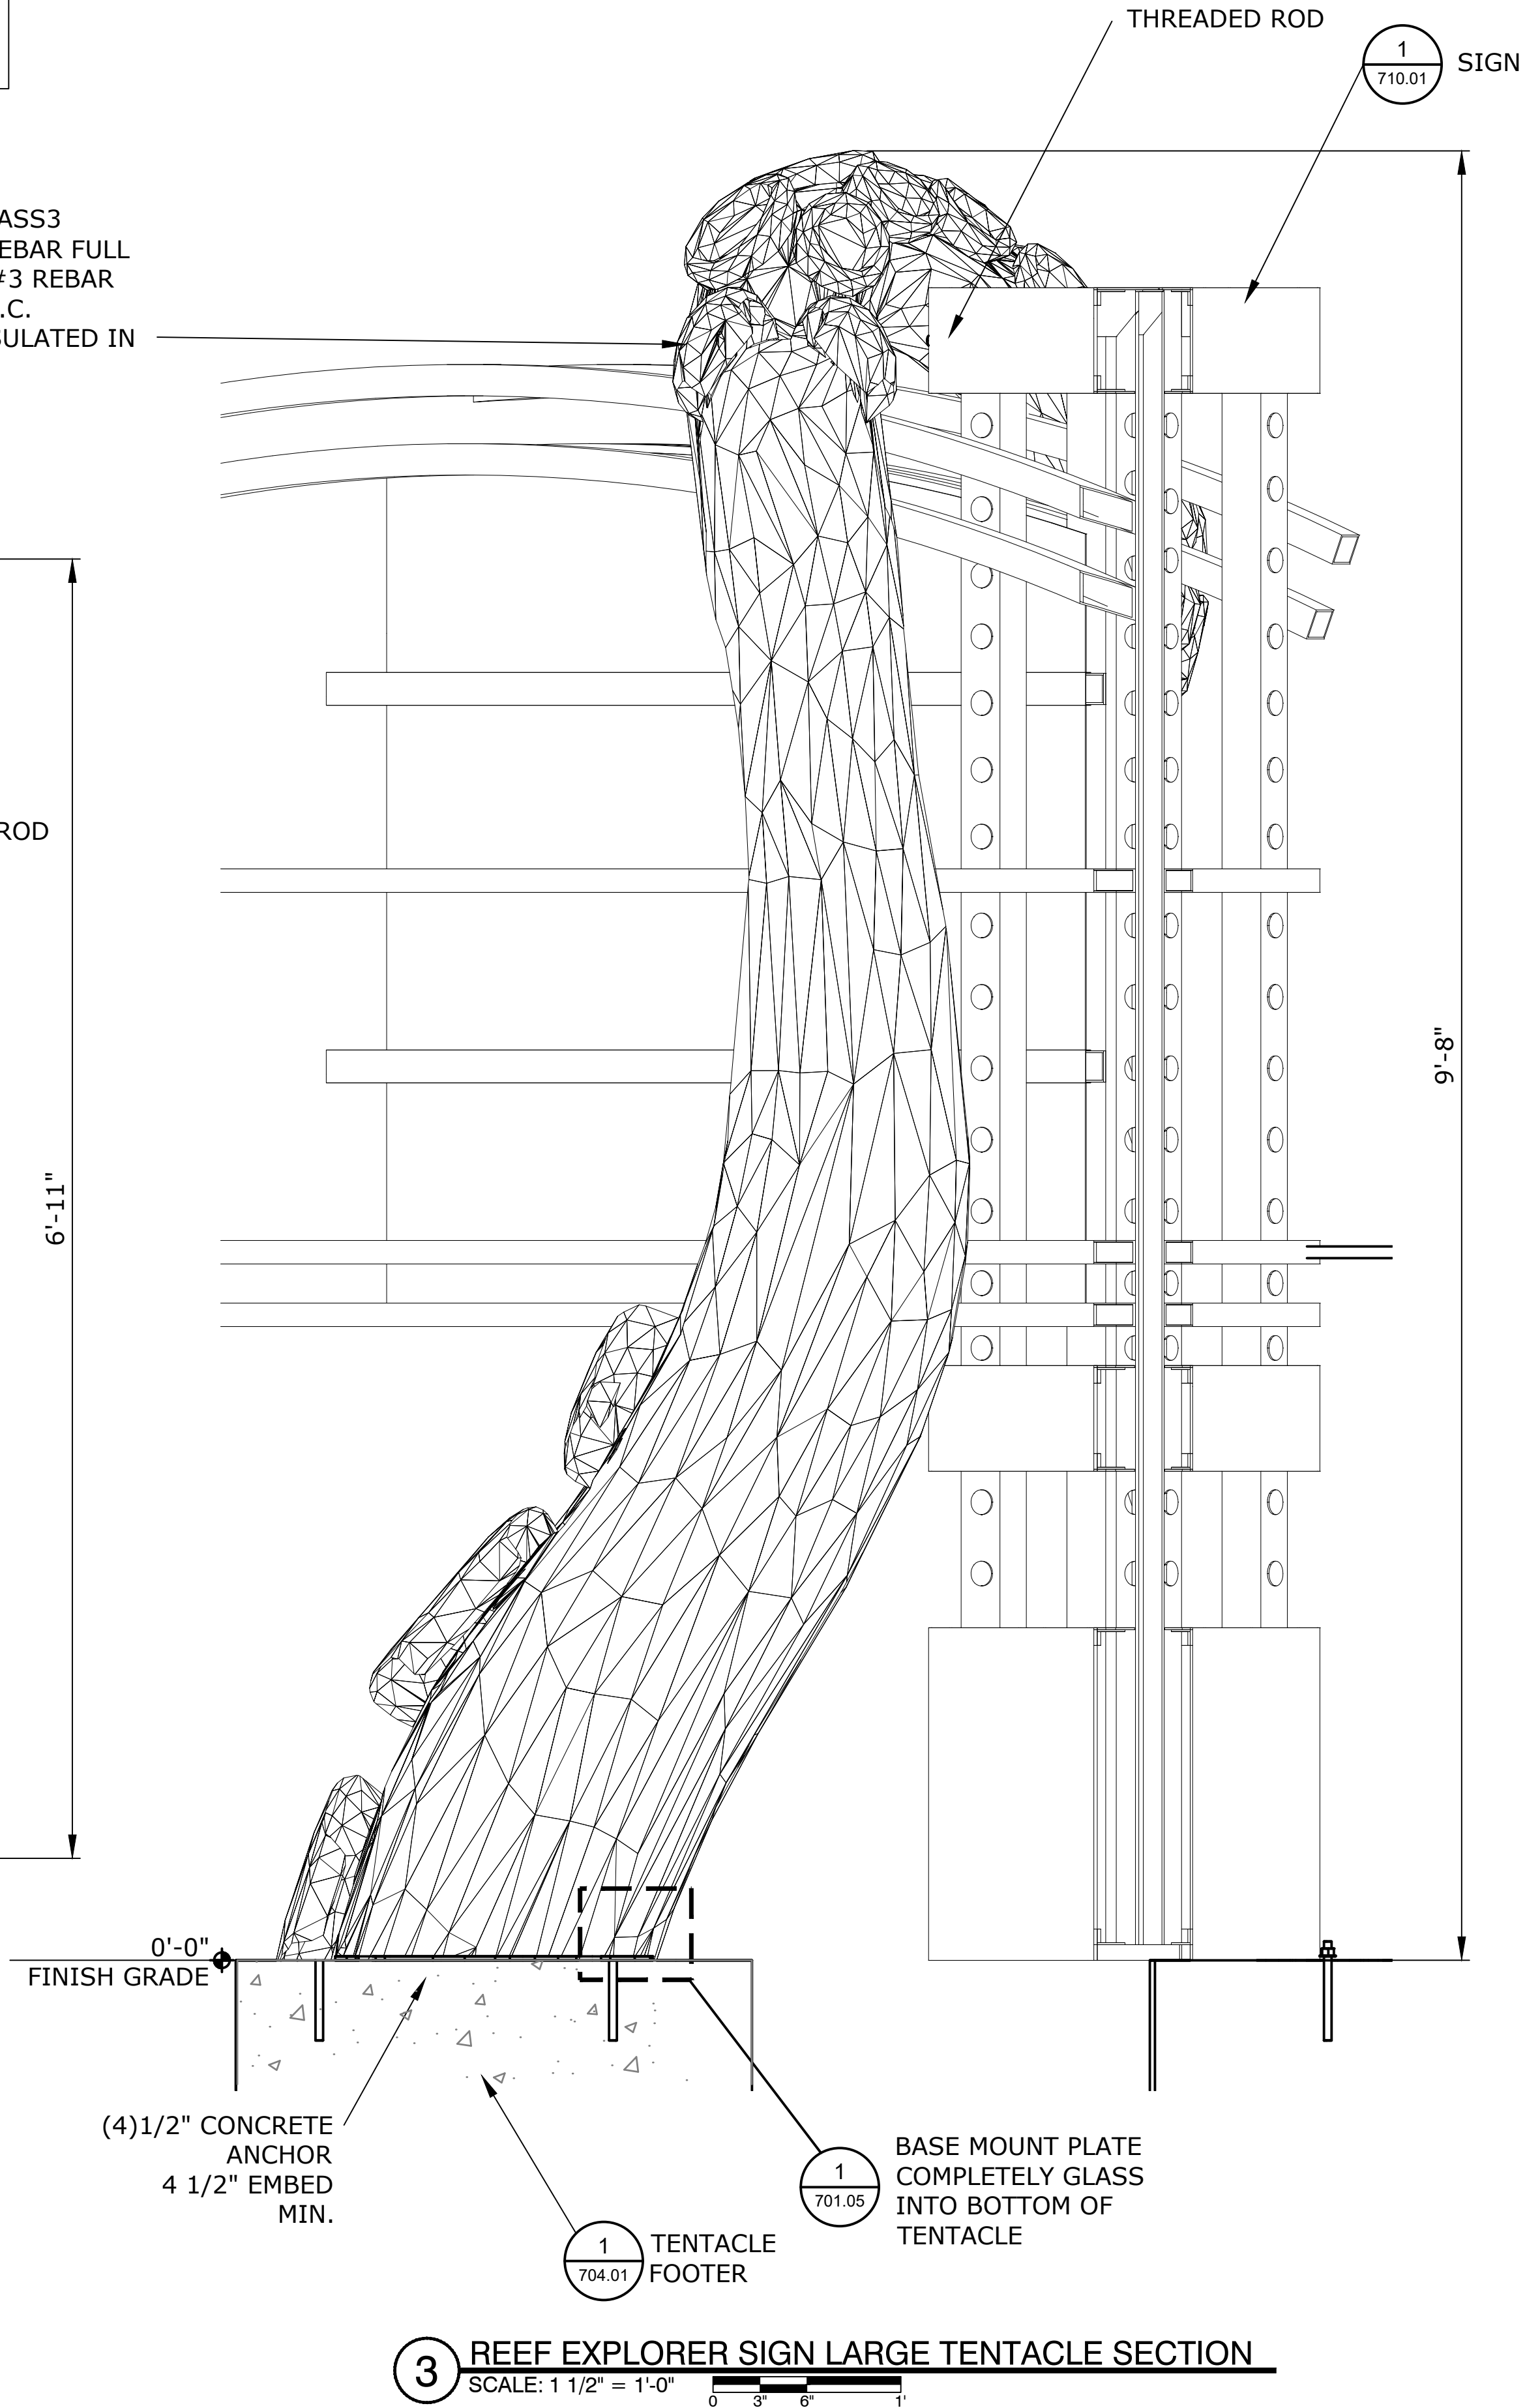 THREADED ROD
1
710.01
SIGN
ASS3
EBAR FULL
#3 REBAR
.C.
SULATED IN
ROD
6'-11"
9'-8"
0'-0"
FINISH GRADE
(4)1/2" CONCRETE
ANCHOR
4 1/2" EMBED
MIN.
1
701.05
BASE MOUNT PLATE
COMPLETELY GLASS
INTO BOTTOM OF
TENTACLE
1
704.01
TENTACLE
FOOTER
3
REEF EXPLORER SIGN LARGE TENTACLE SECTION
SCALE: 1 1/2" = 1'-0"
0 3" 6" 1'